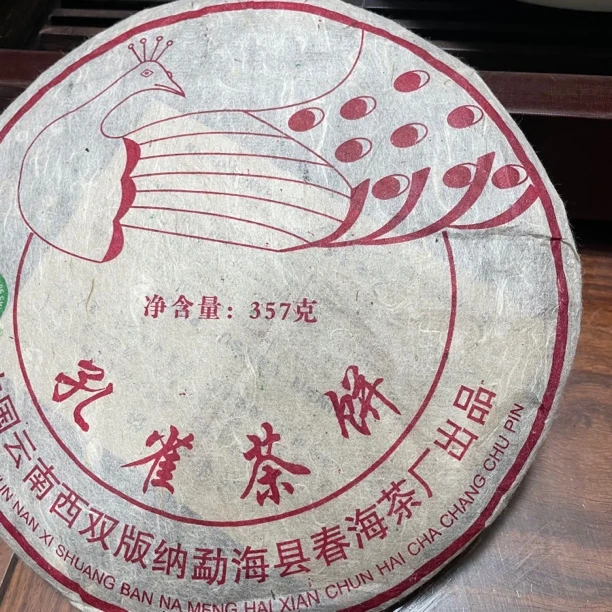 净含量：357克
孔雀茶饼
国云南西双版纳勐海县春海茶厂出品
NAN XI SHUANG BAN NA MENG HAI XIAN CHUN HAI CHA CHANG CHU PIN